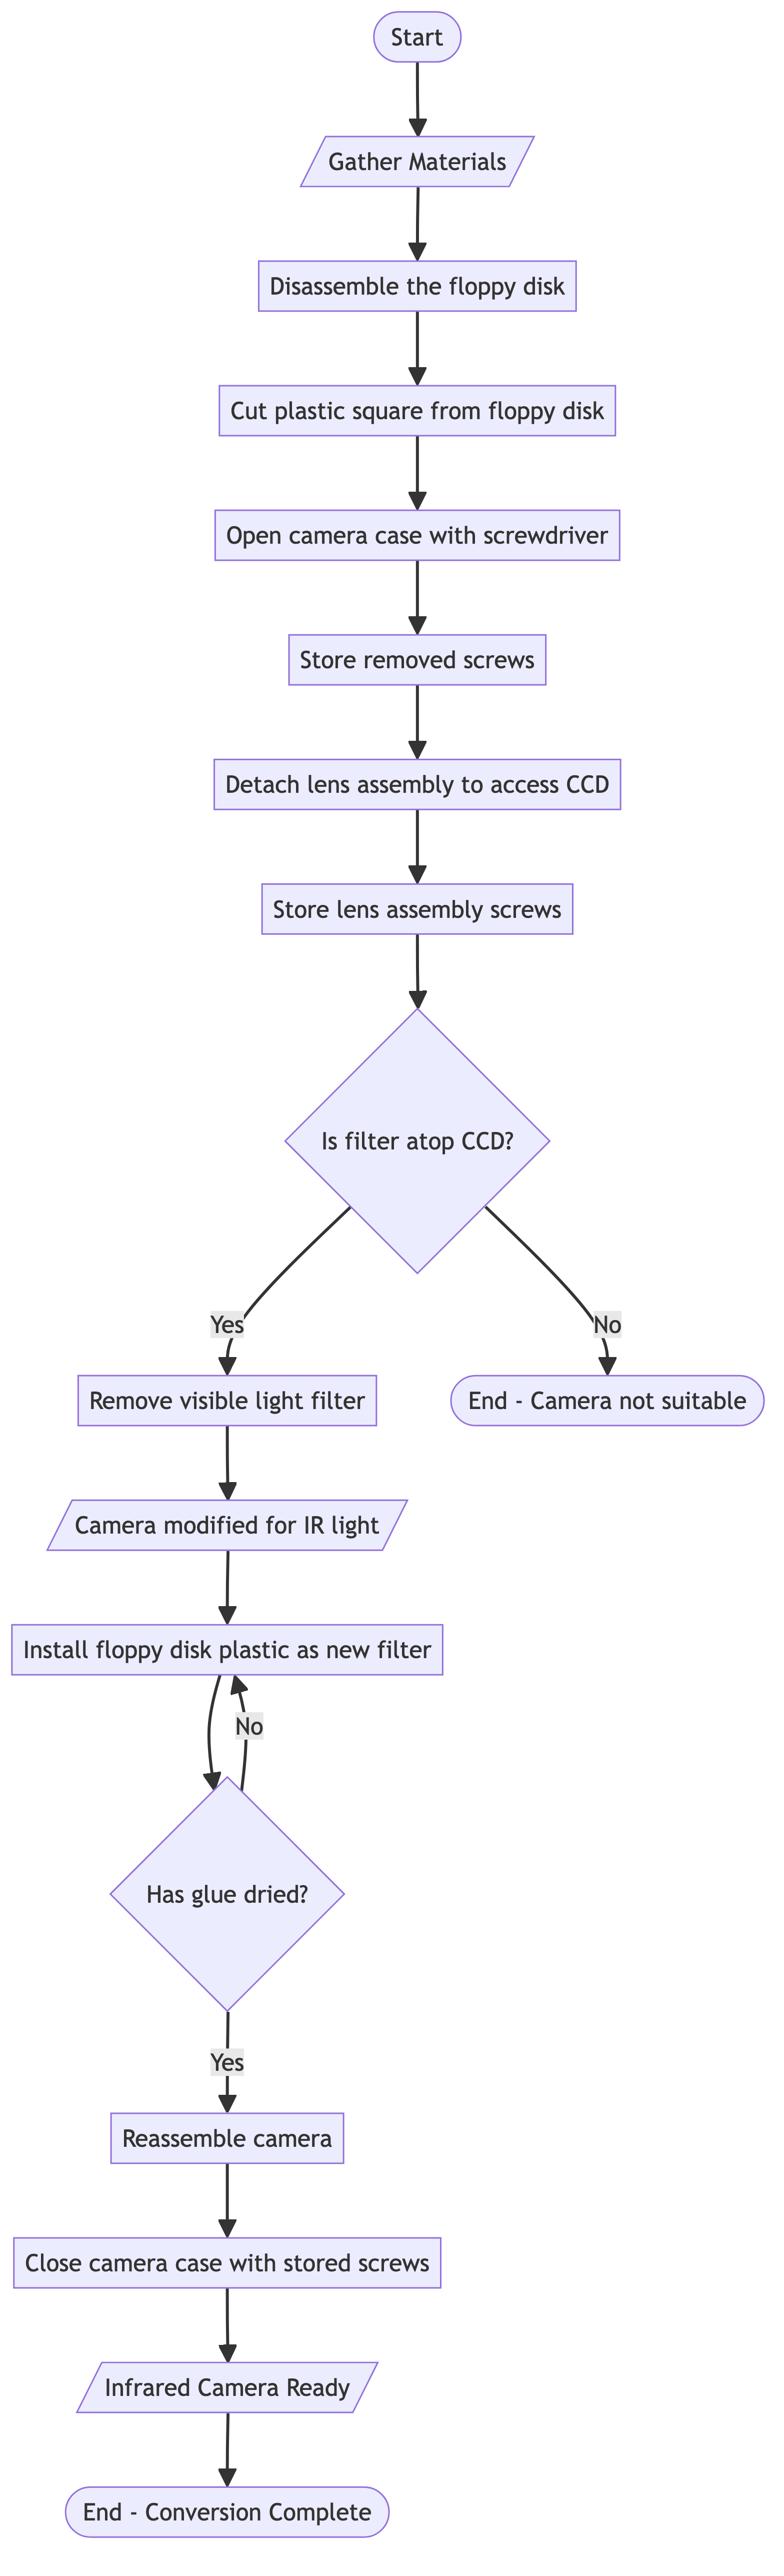 Start
Gather Materials
Disassemble the floppy disk
Cut plastic square from floppy disk
Open camera case with screwdriver
Store removed screws
Detach lens assembly to access CCD
Store lens assembly screws
Is filter atop CCD?
Yes
No
Remove visible light filter
End - Camera not suitable
Camera modified for IR light
Install floppy disk plastic as new filter
No
Has glue dried?
Yes
Reassemble camera
Close camera case with stored screws
Infrared Camera Ready
End - Conversion Complete